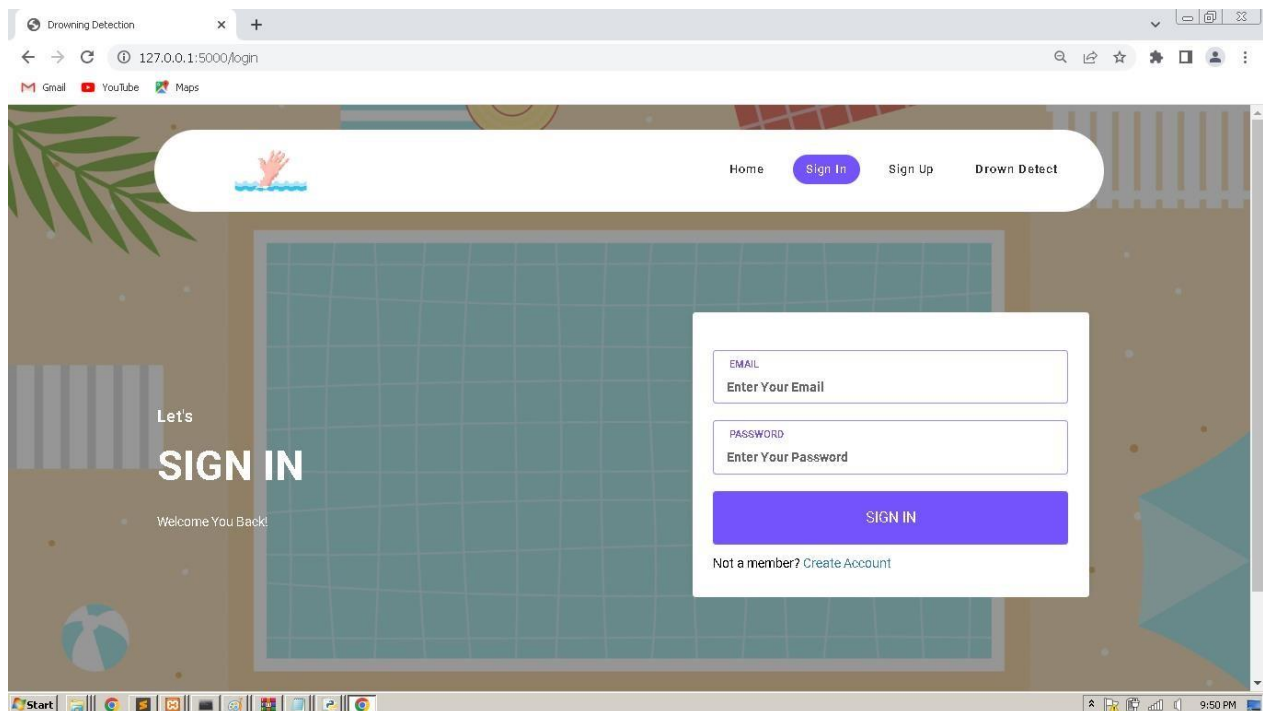 Drowning Detection
127.0.0.1:5000/login
Gmail YouTube Maps
Home Sign In Sign Up Drown Detect
Let's
SIGN IN
Welcome You Back!
EMAIL
Enter Your Email
PASSWORD
Enter Your Password
SIGN IN
Not a member? Create Account
Start 9:50 PM